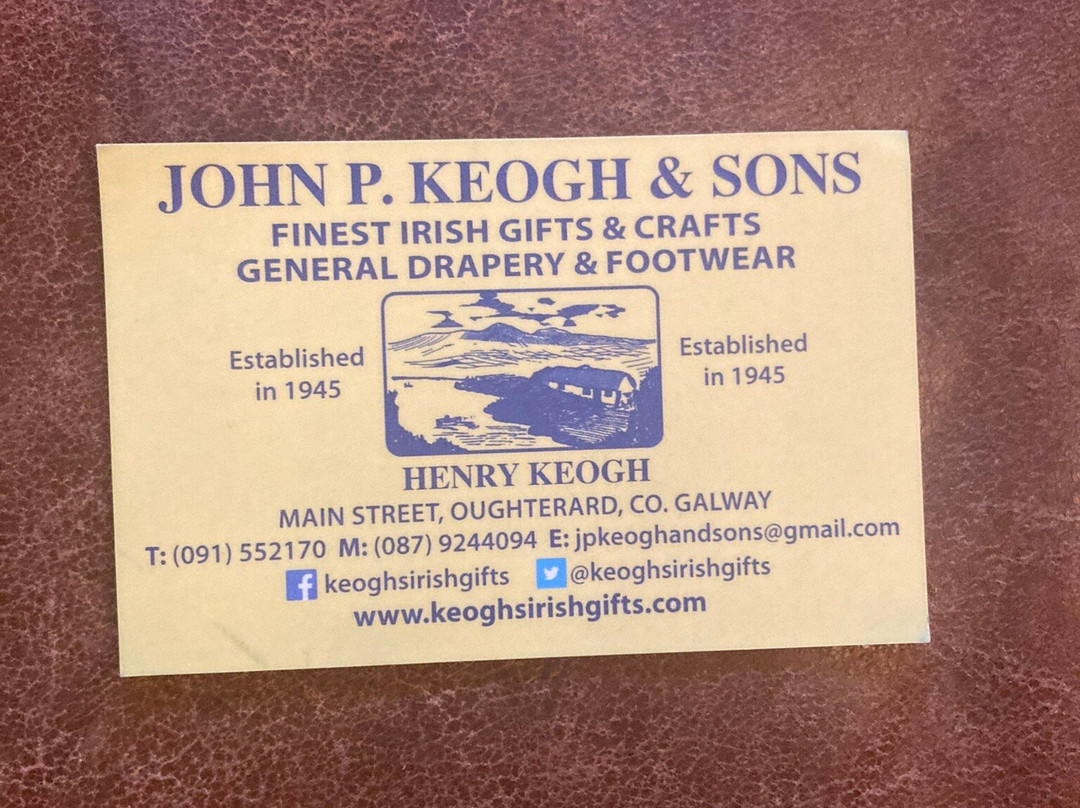 JOHN P. KEOGH & SONS
FINEST IRISH GIFTS & CRAFTS
GENERAL DRAPERY & FOOTWEAR
Established
in 1945
Established
in 1945
HENRY KEOGH
MAIN STREET, OUGHTERARD, CO. GALWAY
T: (091) 552170 M: (087) 9244094 E: jpkeoghandsons@gmail.com
f keoghsirishgifts @keoghsirishgifts
www.keoghsirishgifts.com